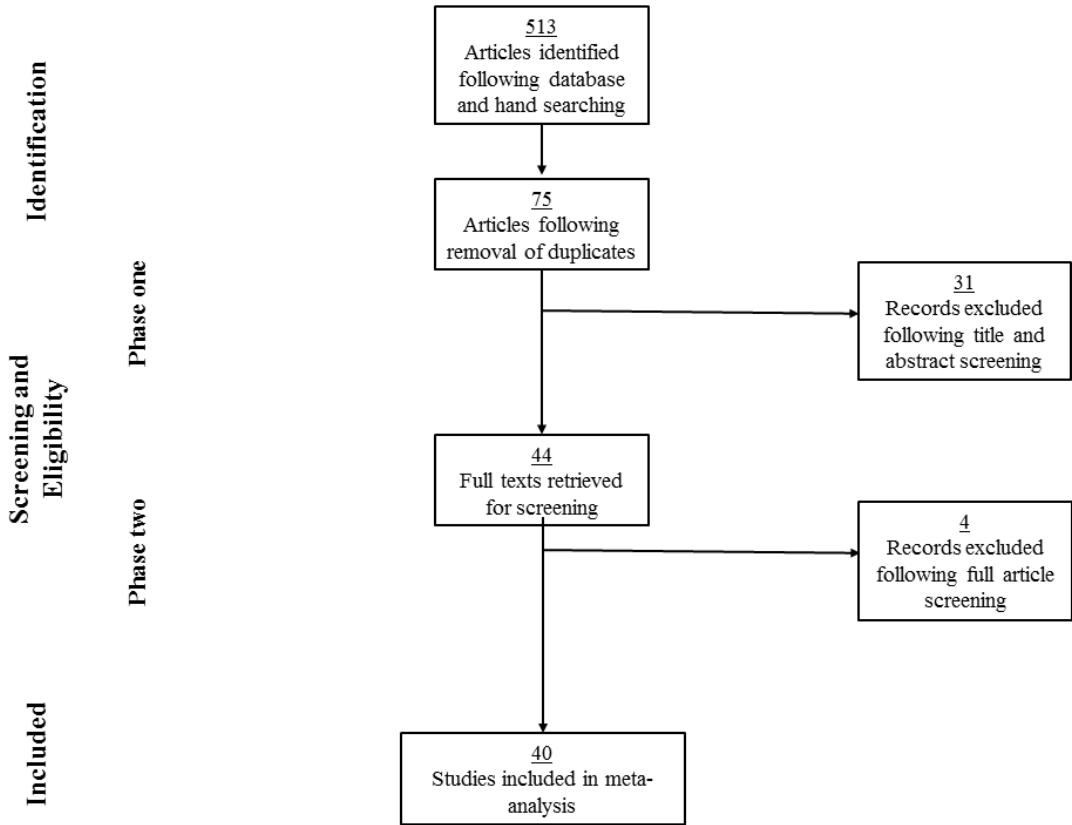 513
Articles identified
following database
and hand searching
Identification
75
Articles following
removal of duplicates
Phase one
31
Records excluded
following title and
abstract screening
Screening and
Eligibility
44
Full texts retrieved
for screening
Phase two
4
Records excluded
following full article
screening
Included
40
Studies included in meta-
analysis